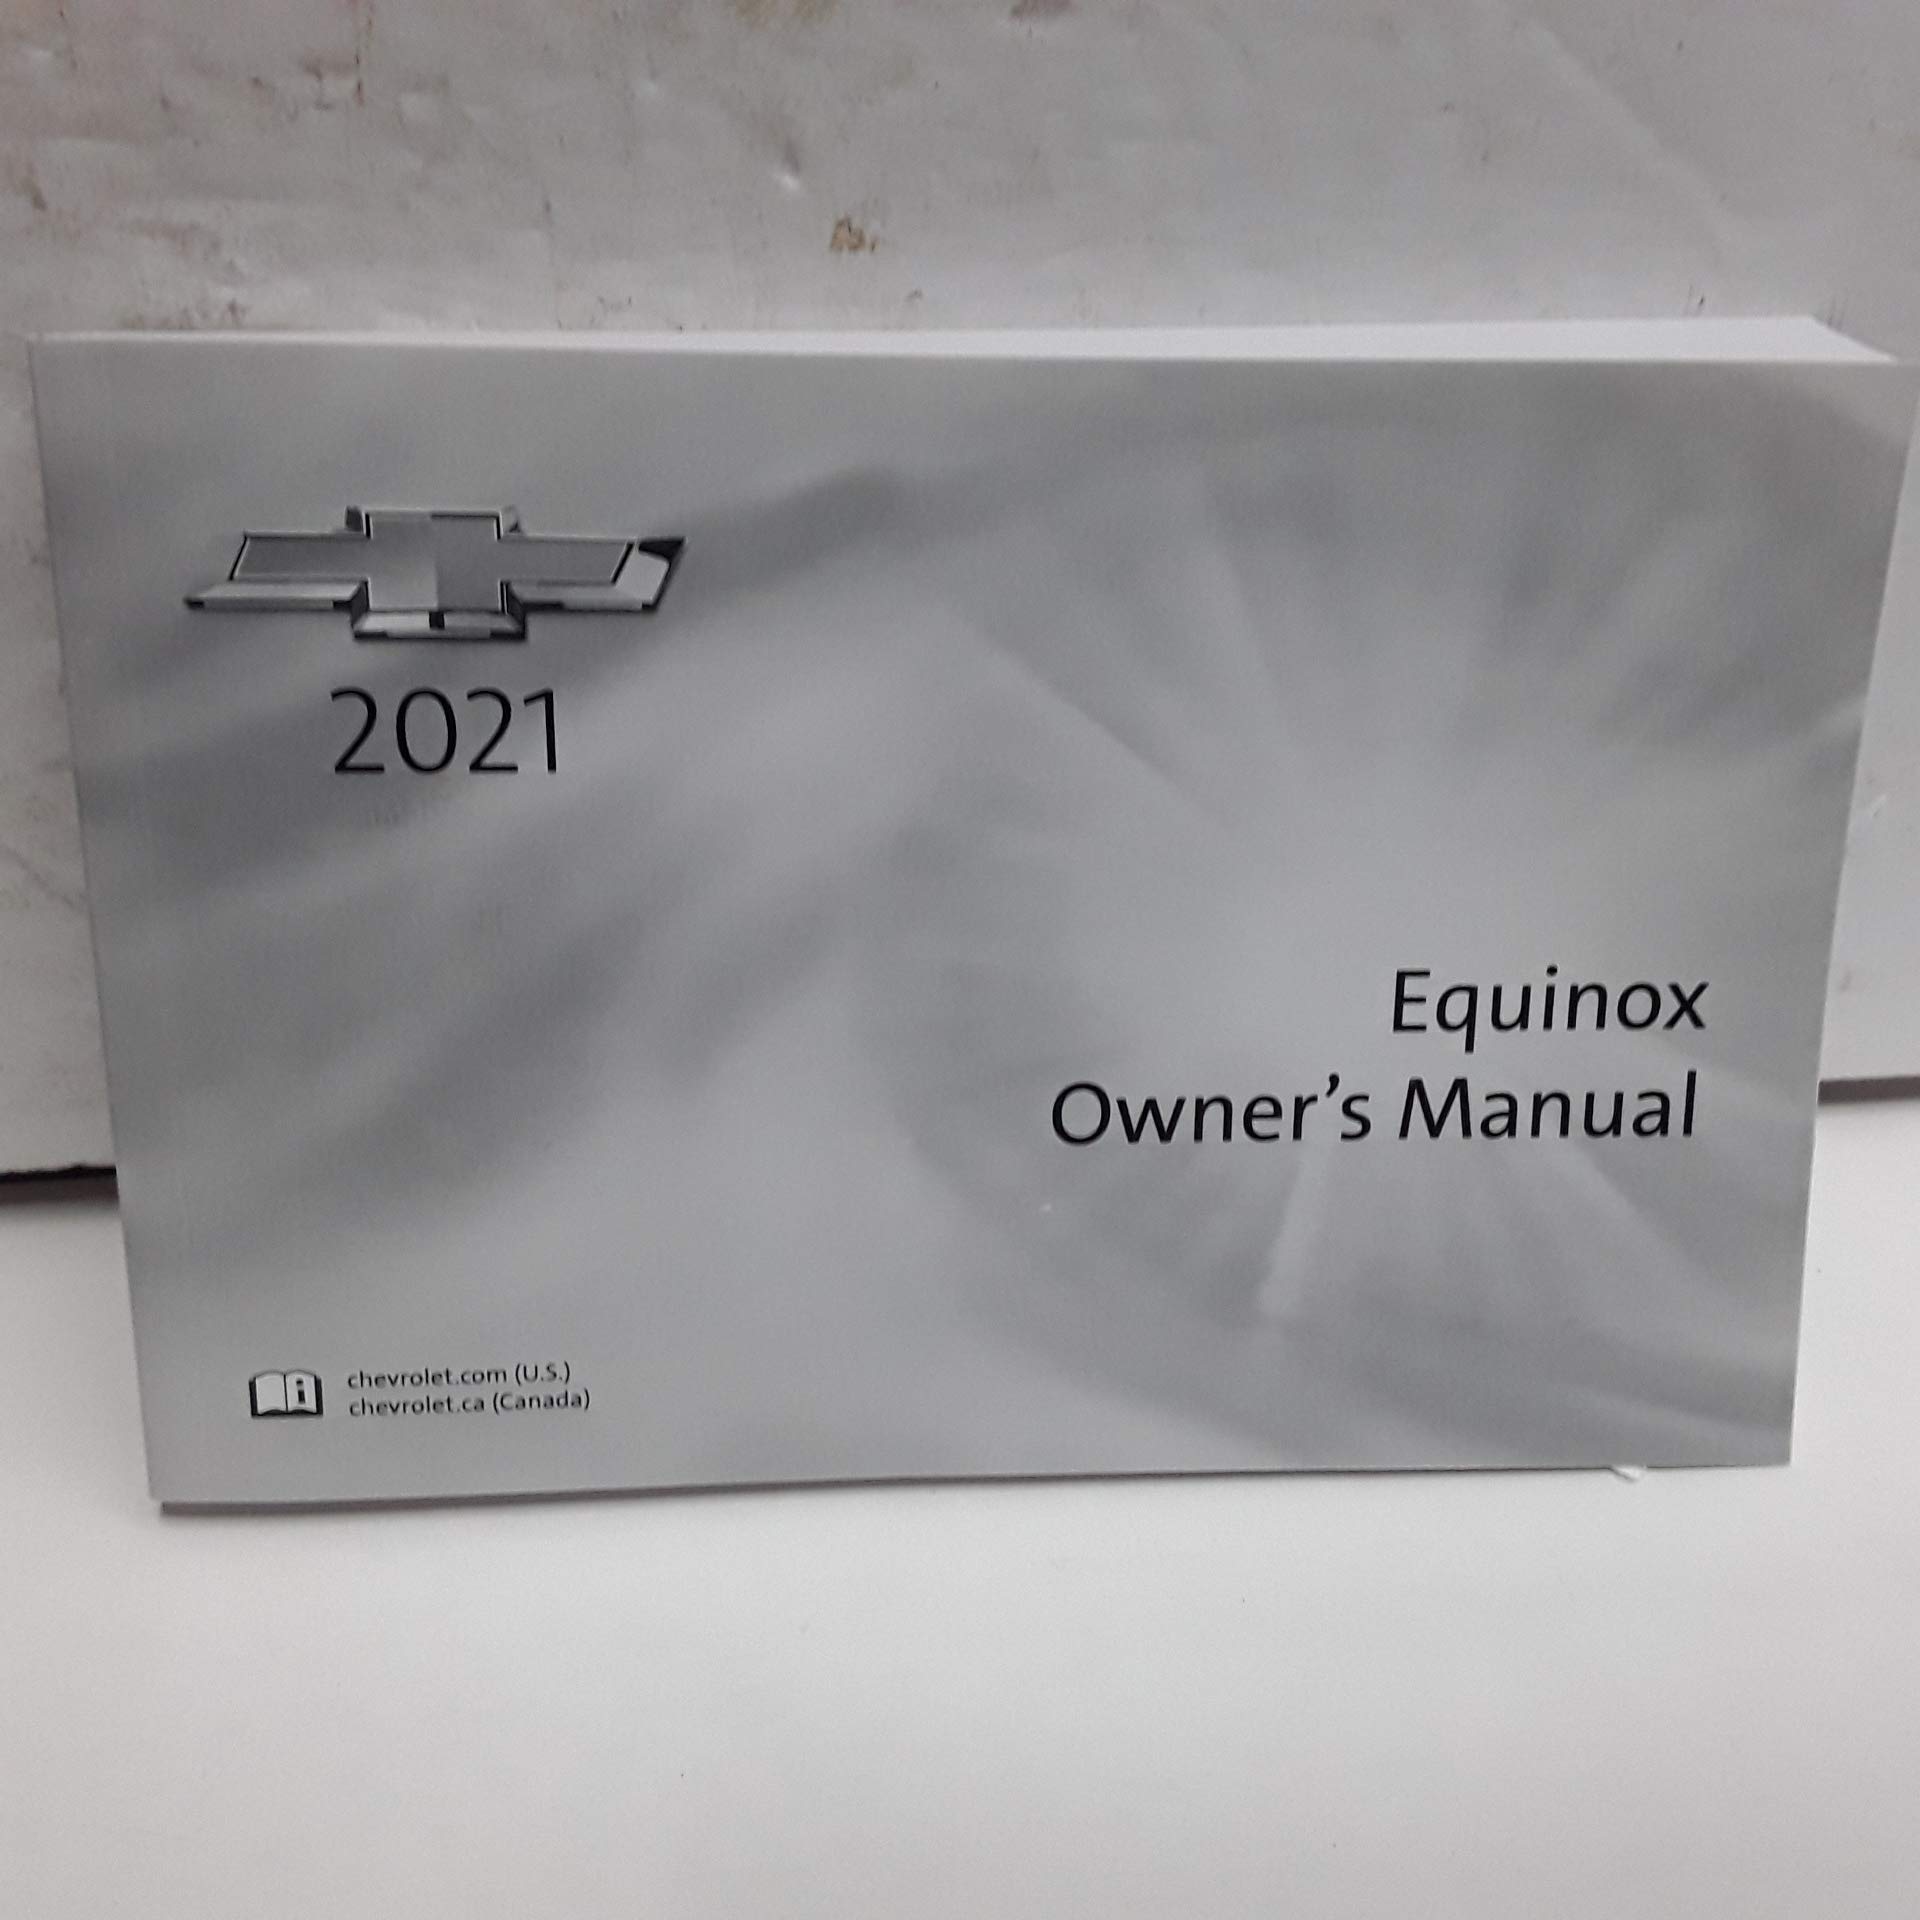 2021
Equinox
Owner's Manual
chevrolet.com (U.S.)
chevrolet.ca (Canada)